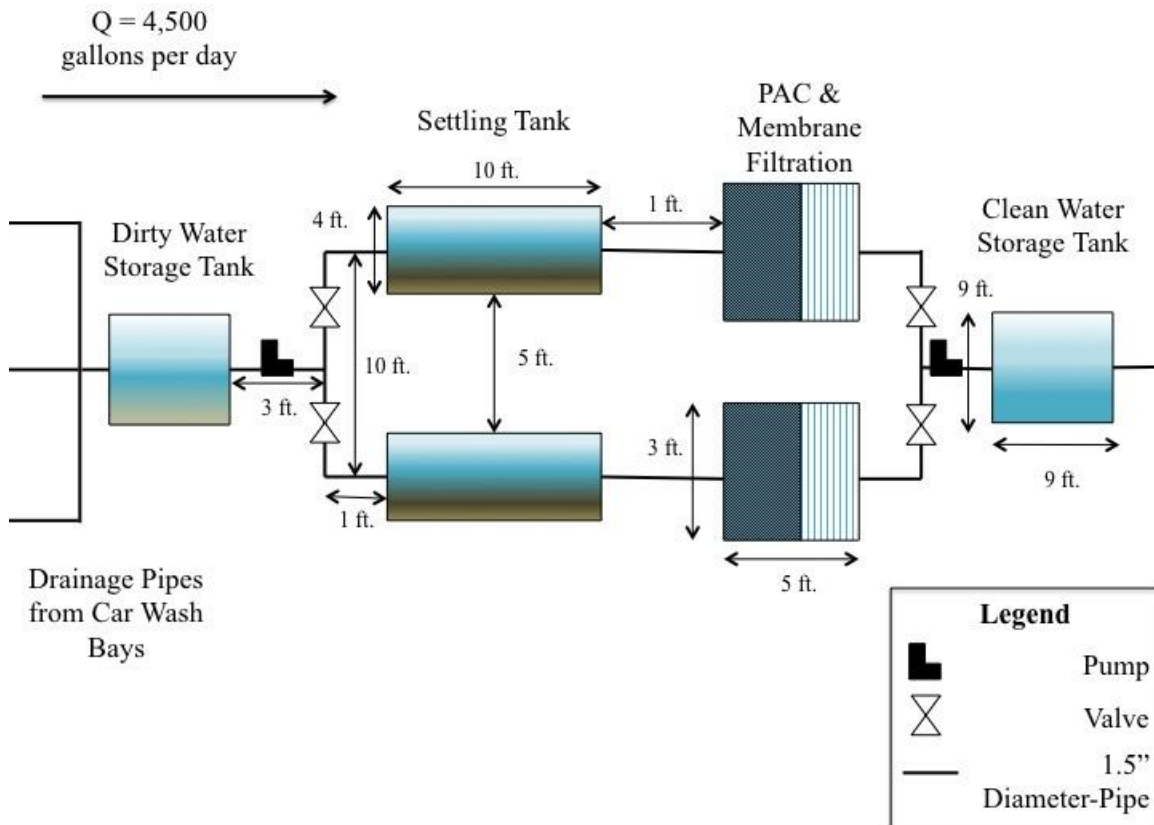 Q = 4,500
gallons per day
Settling Tank
PAC &
Membrane
Filtration
10 ft.
1 ft.
4 ft.
Dirty Water
Storage Tank
Clean Water
Storage Tank
9 ft.
3 ft.
10 ft.
5 ft.
3 ft.
9 ft.
1 ft.
5 ft.
Drainage Pipes
from Car Wash
Bays
Legend
Pump
Valve
1.5”
Diameter-Pipe